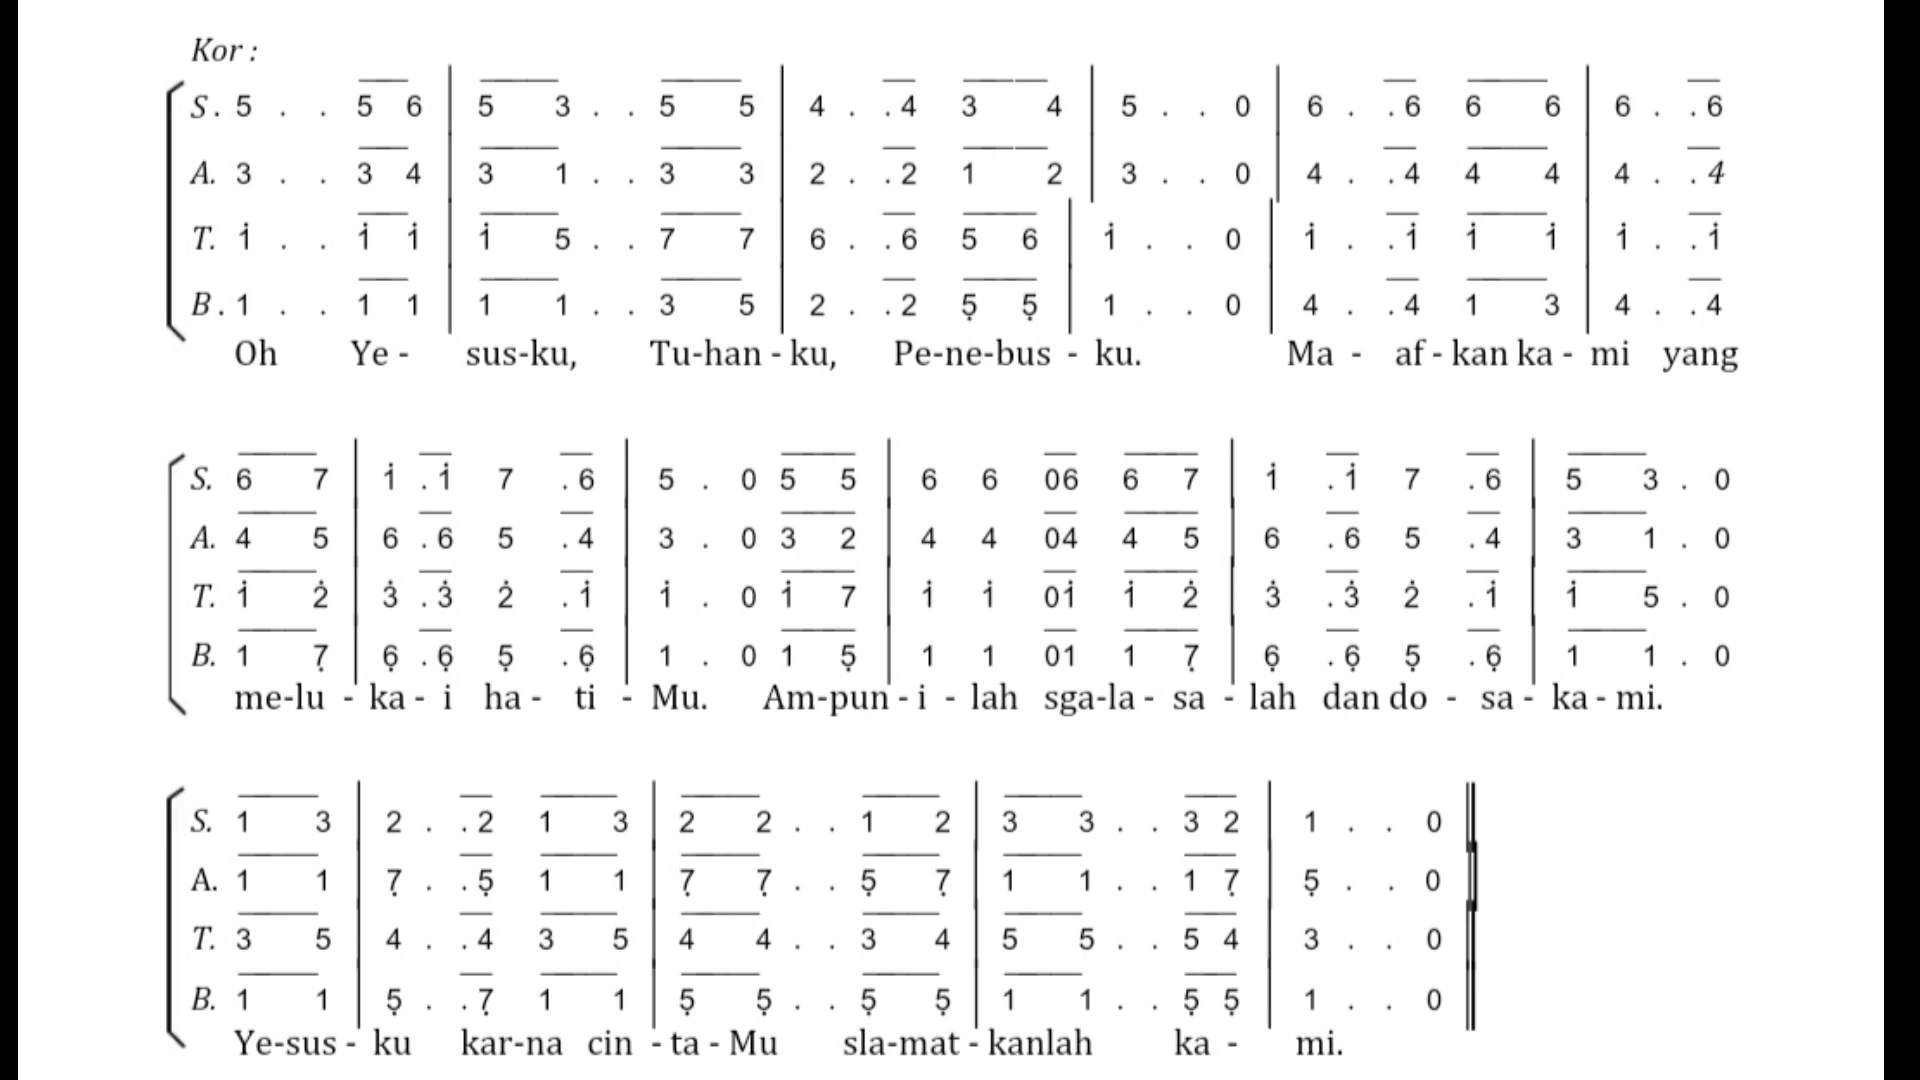 Kor :
S. 5 . . 5 6 | 5 3 . . 5 5 | 4 . . 4 3 4 | 5 . . 0 | 6 . . 6 6 6 | 6 . . 6
A. 3 . . 3 4 | 3 1 . . 3 3 | 2 . . 2 1 2 | 3 . . 0 | 4 . . 4 4 4 | 4 . . 4
T. 1̇ . . 1̇ 1̇ | 1̇ 5 . . 7 7 | 6 . . 6 5 6 | 1̇ . . 0 | 1̇ . . 1̇ 1̇ 1̇ | 1̇ . . 1̇
B. 1 . . 1 1 | 1 1 . . 3 5 | 2 . . 2 5̣ 5̣ | 1 . . 0 | 4 . . 4 1 3 | 4 . . 4
Oh Ye - sus-ku, Tu-han - ku, Pe-ne-bus - ku. Ma - af - kan ka - mi yang
S. 6 7 | 1̇ . 1̇ 7 . 6 | 5 . 0 5 5 | 6 6 06 6 7 | 1̇ . 1̇ 7 . 6 | 5 3 . 0
A. 4 5 | 6 . 6 5 . 4 | 3 . 0 3 2 | 4 4 04 4 5 | 6 . 6 5 . 4 | 3 1 . 0
T. 1̇ 2̇ | 3̇ . 3̇ 2̇ . 1̇ | 1̇ . 0 1̇ 7 | 1̇ 1̇ 01̇ 1̇ 2̇ | 3̇ . 3̇ 2̇ . 1̇ | 1̇ 5 . 0
B. 1 7̣ | 6̣ . 6̣ 5̣ . 6̣ | 1 . 0 1 5̣ | 1 1 01 1 7̣ | 6̣ . 6̣ 5̣ . 6̣ | 1 1 . 0
me-lu - ka - i ha - ti - Mu. Am-pun - i - lah sga-la - sa - lah dan do - sa - ka - mi.
S. 1 3 | 2 . . 2 1 3 | 2 2 . . 1 2 | 3 3 . . 3 2 | 1 . . 0
A. 1 1 | 7̣ . . 5̣ 1 1 | 7̣ 7̣ . . 5̣ 7̣ | 1 1 . . 1 7̣ | 5̣ . . 0
T. 3 5 | 4 . . 4 3 5 | 4 4 . . 3 4 | 5 5 . . 5 4 | 3 . . 0
B. 1 1 | 5̣ . . 7̣ 1 1 | 5̣ 5̣ . . 5̣ 5̣ | 1 1 . . 5̣ 5̣ | 1 . . 0
Ye-sus - ku kar-na cin - ta - Mu sla-mat - kanlah ka - mi.